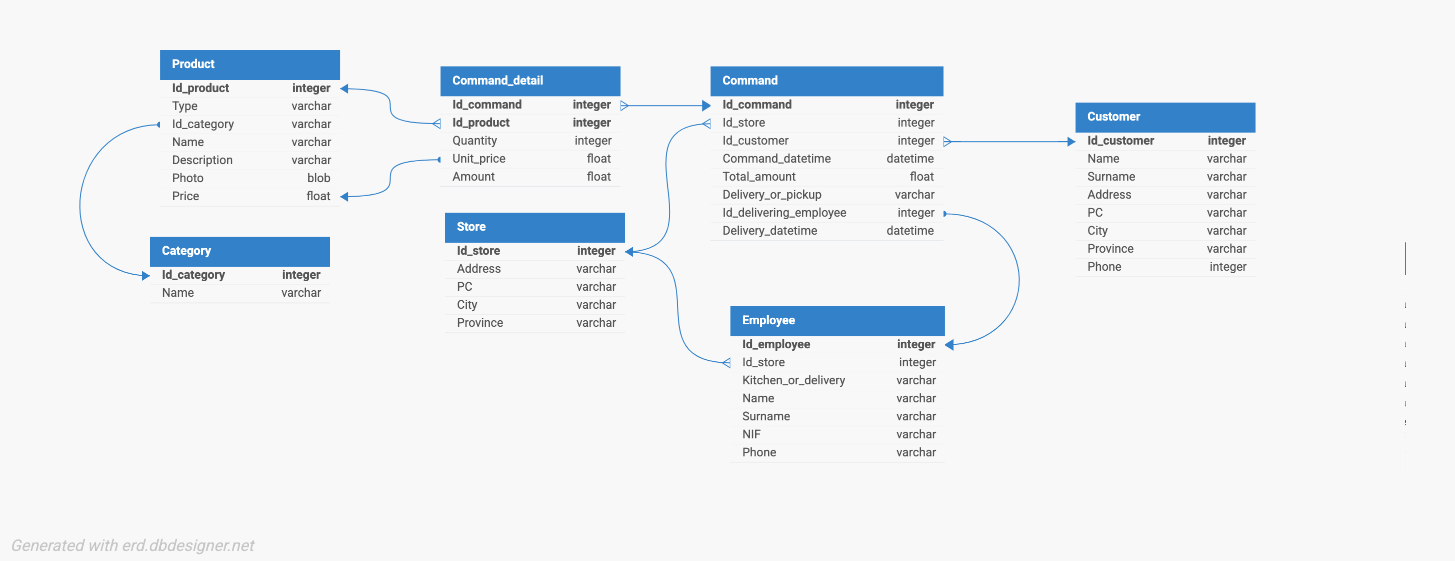 Product
Id_product integer
Type varchar
Id_category varchar
Name varchar
Description varchar
Photo blob
Price float
Category
Id_category integer
Name varchar
Command_detail
Id_command integer
Id_product integer
Quantity integer
Unit_price float
Amount float
Store
Id_store integer
Address varchar
PC varchar
City varchar
Province varchar
Command
Id_command integer
Id_store integer
Id_customer integer
Command_datetime datetime
Total_amount float
Delivery_or_pickup varchar
Id_delivering_employee integer
Delivery_datetime datetime
Employee
Id_employee integer
Id_store integer
Kitchen_or_delivery varchar
Name varchar
Surname varchar
NIF varchar
Phone varchar
Customer
Id_customer integer
Name varchar
Surname varchar
Address varchar
PC varchar
City varchar
Province varchar
Phone integer
Generated with erd.dbdesigner.net